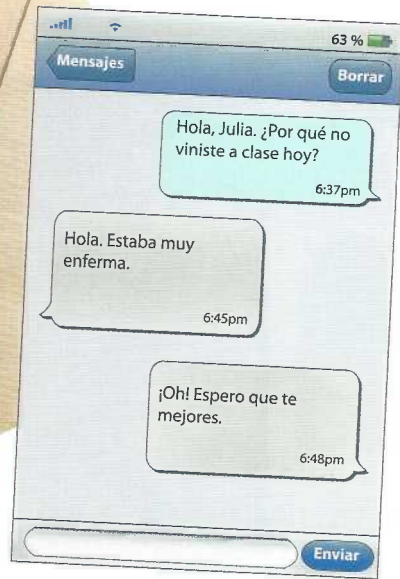 63 %
Mensajes
Borrar
Hola, Julia. ¿Por qué no
viniste a clase hoy?
6:37pm
Hola. Estaba muy
enferma.
6:45pm
¡Oh! Espero que te
mejores.
6:48pm
Enviar